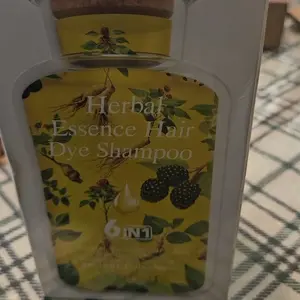 Herbal
Essence Hair
Dye Shampoo
6 IN 1